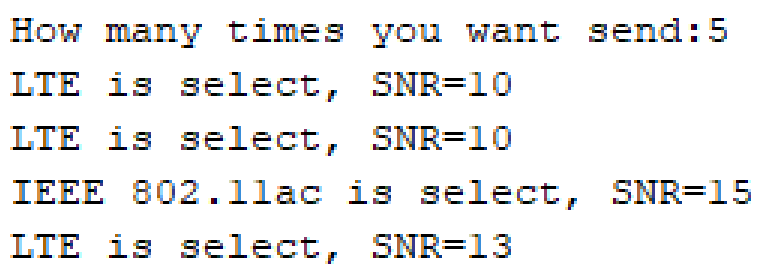 How many times you want send:5
LTE is select, SNR=10
LTE is select, SNR=10
IEEE 802.11ac is select, SNR=15
LTE is select, SNR=13